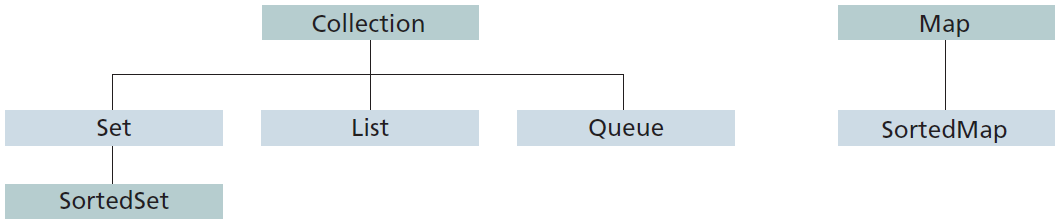 Collection
Map
Set
List
Queue
SortedMap
SortedSet